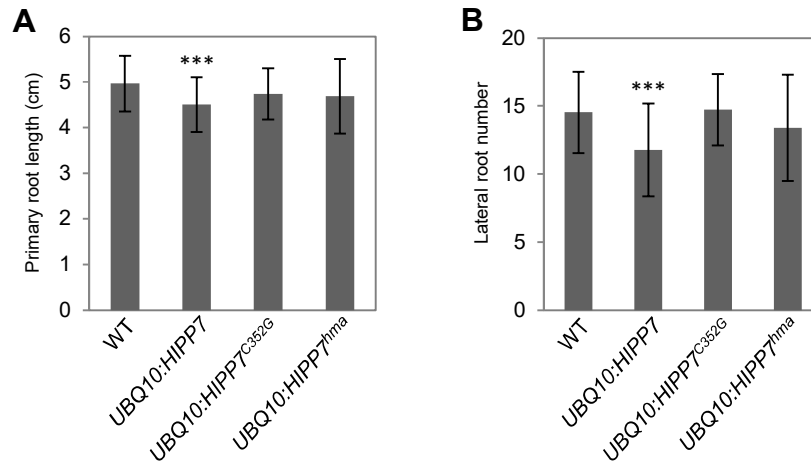 A
Primary root length (cm)
6
5
4
3
2
1
0
***
WT
UBQ10:HIPP7
UBQ10:HIPP7C352G
UBQ10:HIPP7hma
B
Lateral root number
20
15
10
5
0
***
WT
UBQ10:HIPP7
UBQ10:HIPP7C352G
UBQ10:HIPP7hma